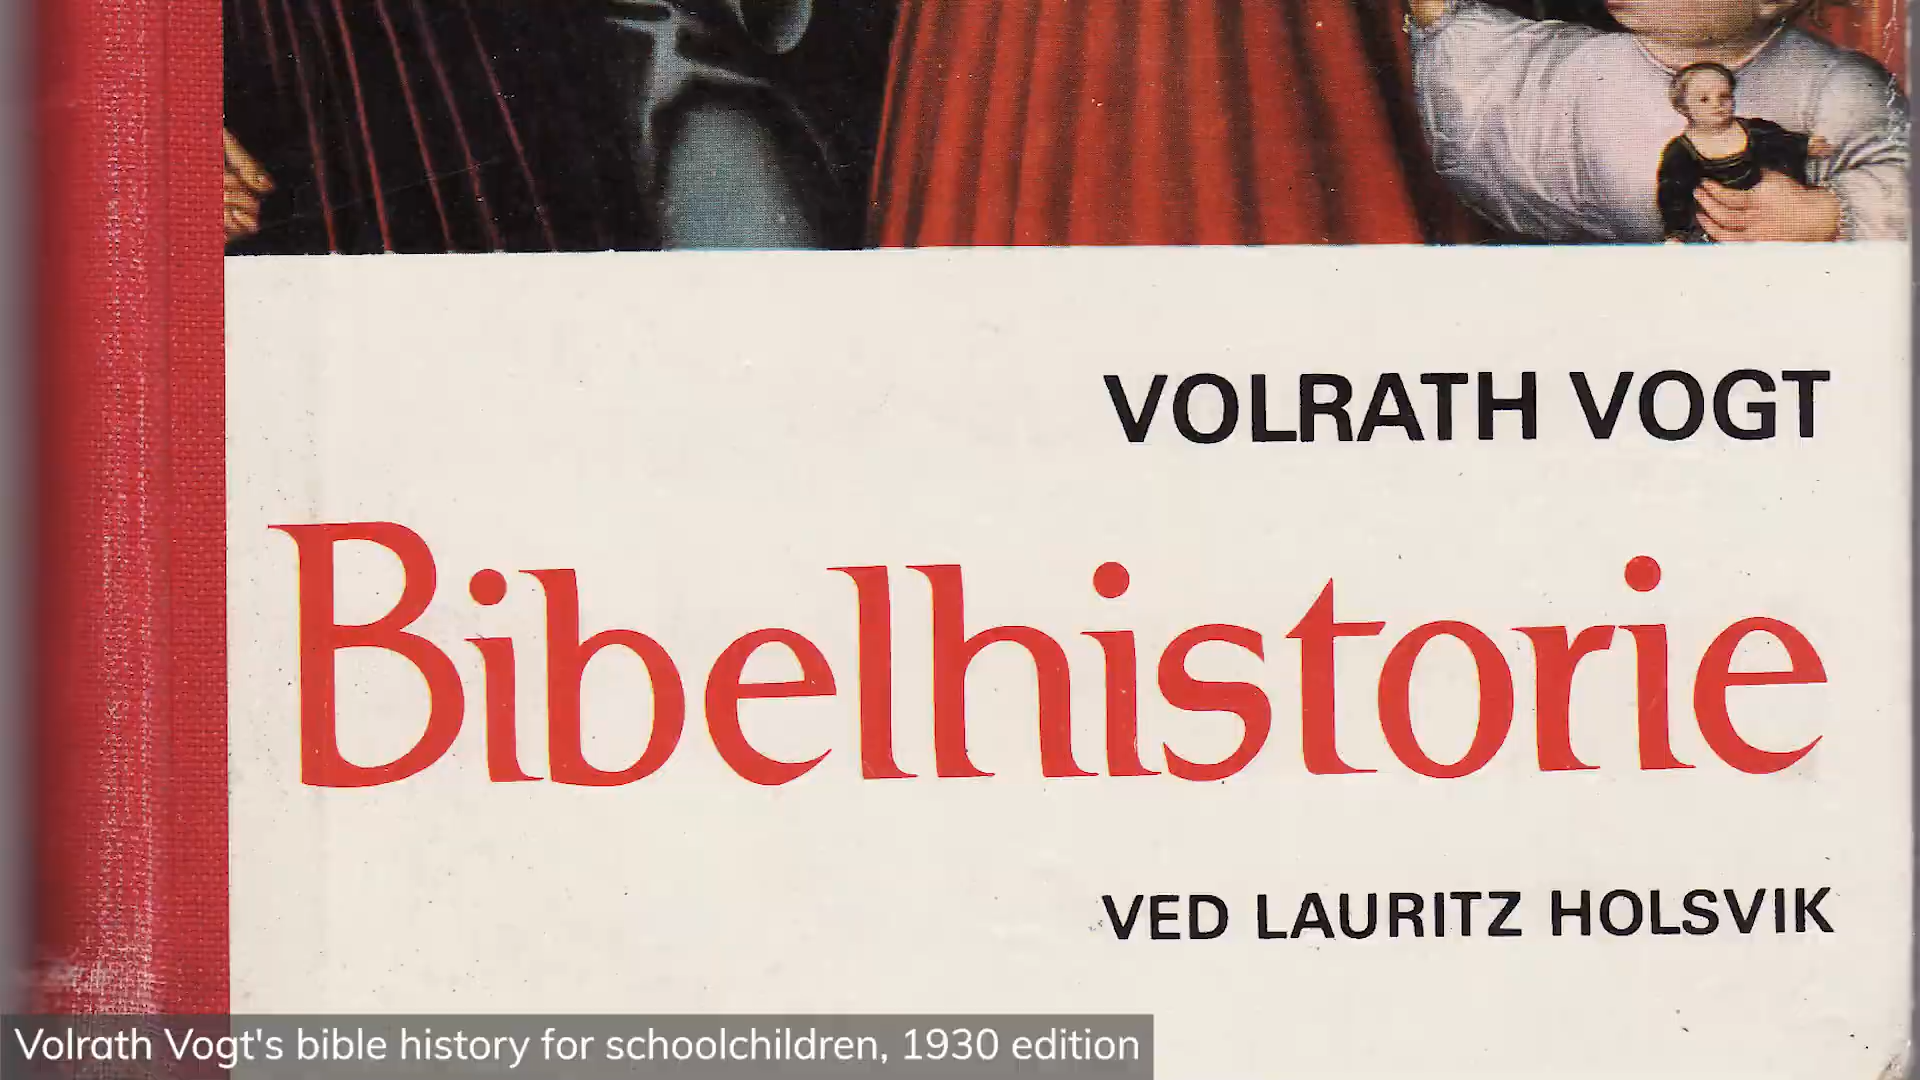 VOLRATH VOGT
Bibelhistorie
VED LAURITZ HOLSVIK
Volrath Vogt's bible history for schoolchildren, 1930 edition